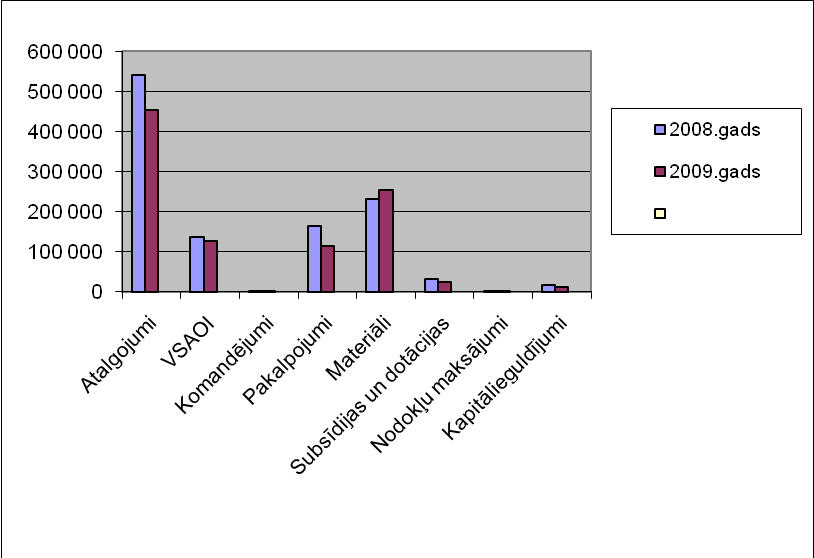 600 000
500 000
400 000
300 000
200 000
100 000
0
Atalgojumi
VSAOI
Komandējumi
Pakalpojumi
Materiāli
Subsīdijas un dotācijas
Nodokļu maksājumi
Kapitālieguldījumi
2008.gads
2009.gads